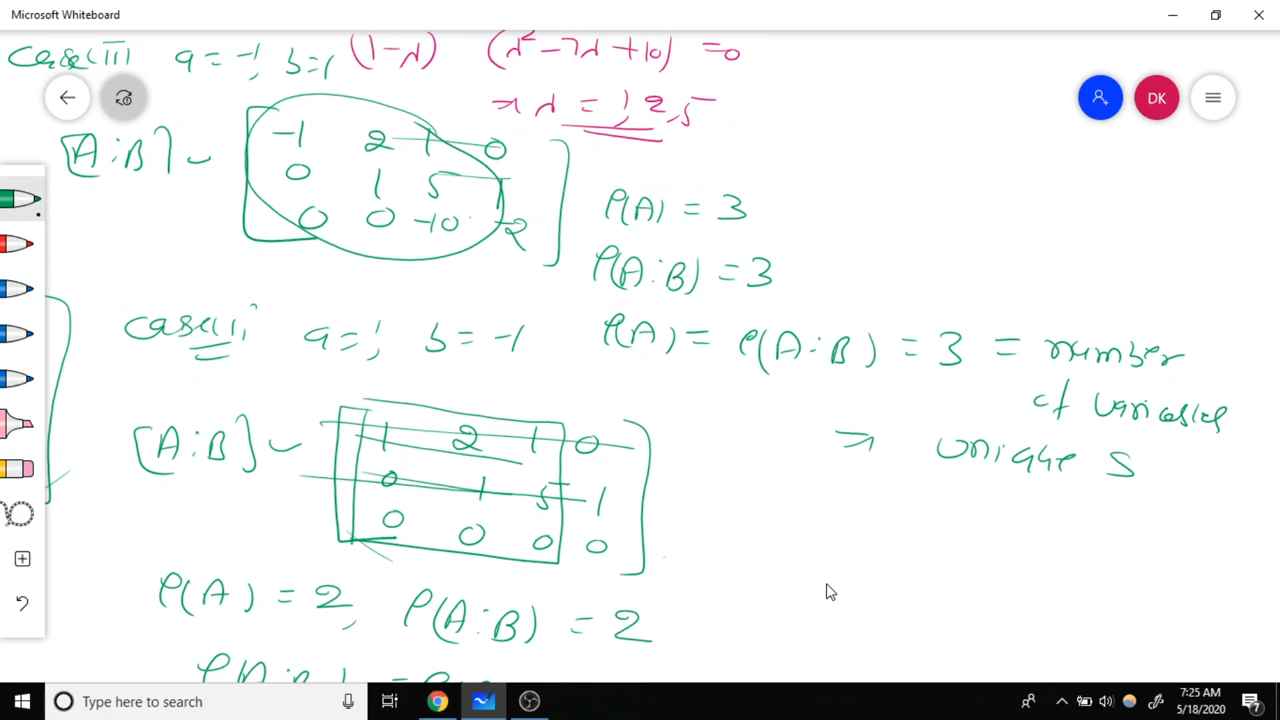 Microsoft Whiteboard
case(iii) a = -1, b = 1 (1-λ) (λ² - 7λ + 10) = 0
λ = 1, 2, 5
DK
[A:B] ~
-1 2 1 0
0 1 5 1
0 0 -10 -2
ρ(A) = 3
ρ(A:B) = 3
case(ii) a = 1, b = -1
ρ(A) = ρ(A:B) = 3 = number
of variables
⇒ unique S
[A:B] ~
1 2 1 0
0 1 5 1
0 0 0 0
ρ(A) = 2, ρ(A:B) = 2
Type here to search
7:25 AM
5/18/2020
7